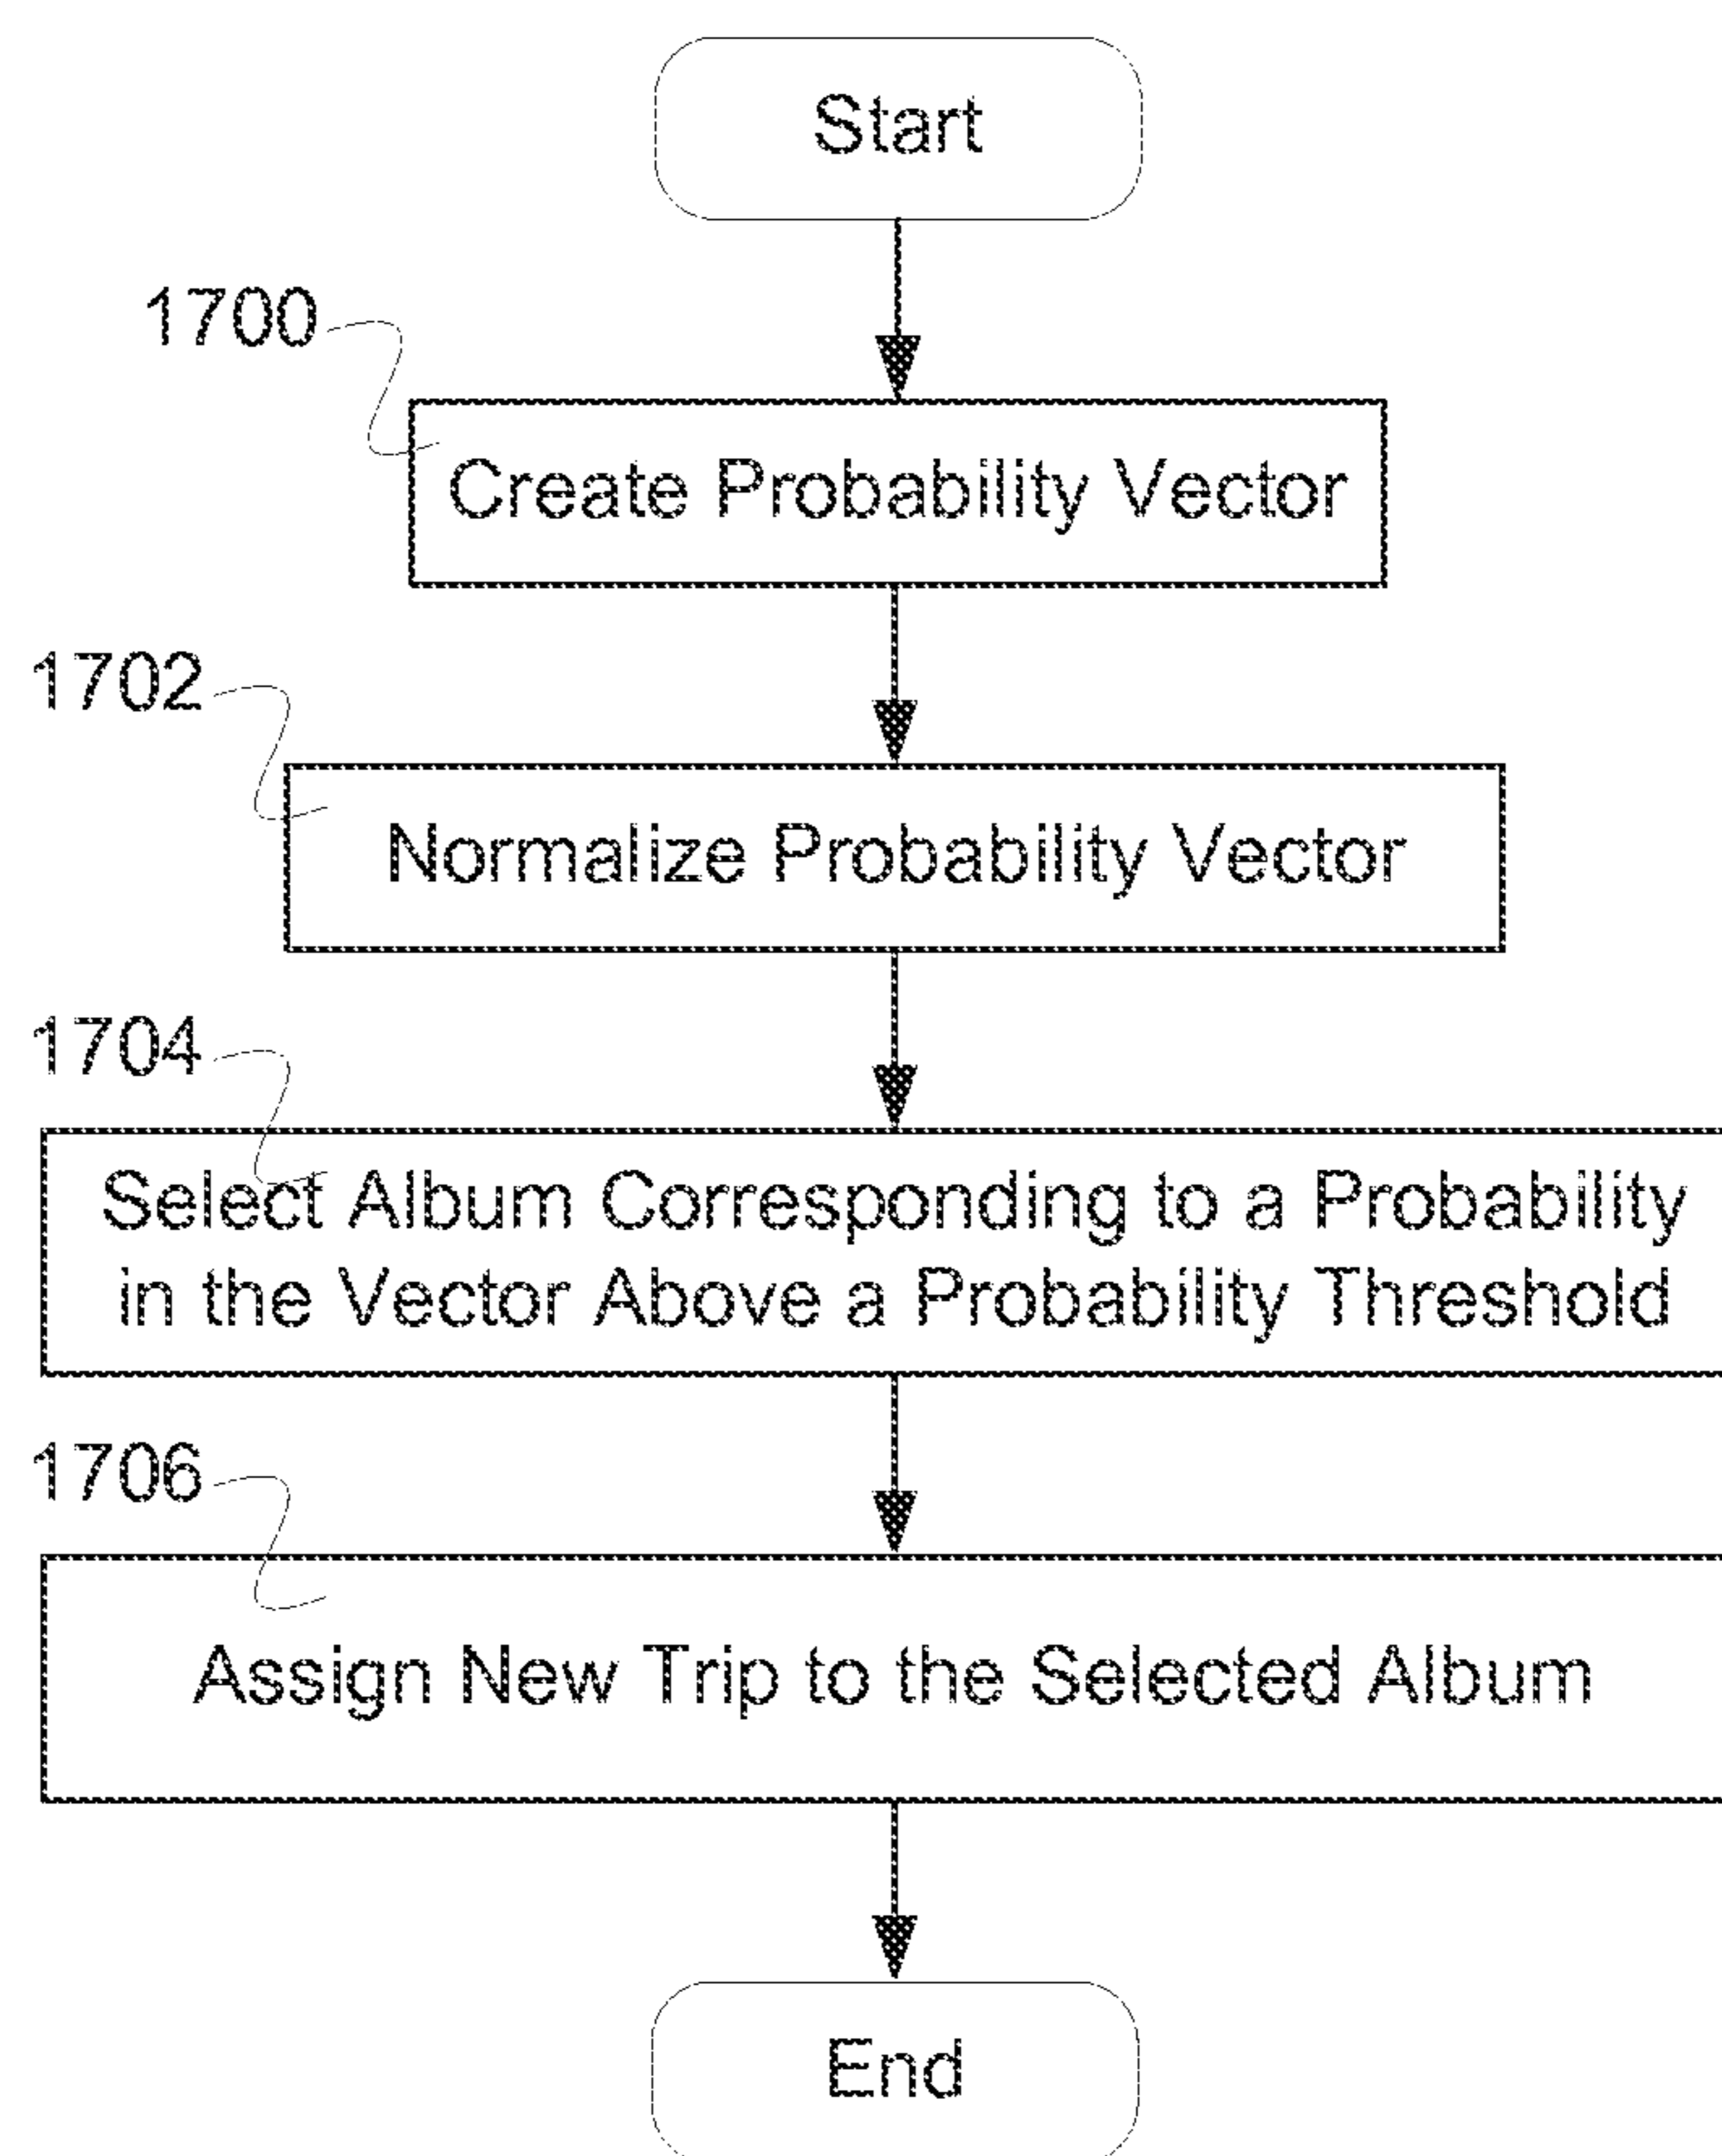 Start
1700
Create Probability Vector
1702
Normalize Probability Vector
1704
Select Album Corresponding to a Probability
in the Vector Above a Probability Threshold
1706
Assign New Trip to the Selected Album
End